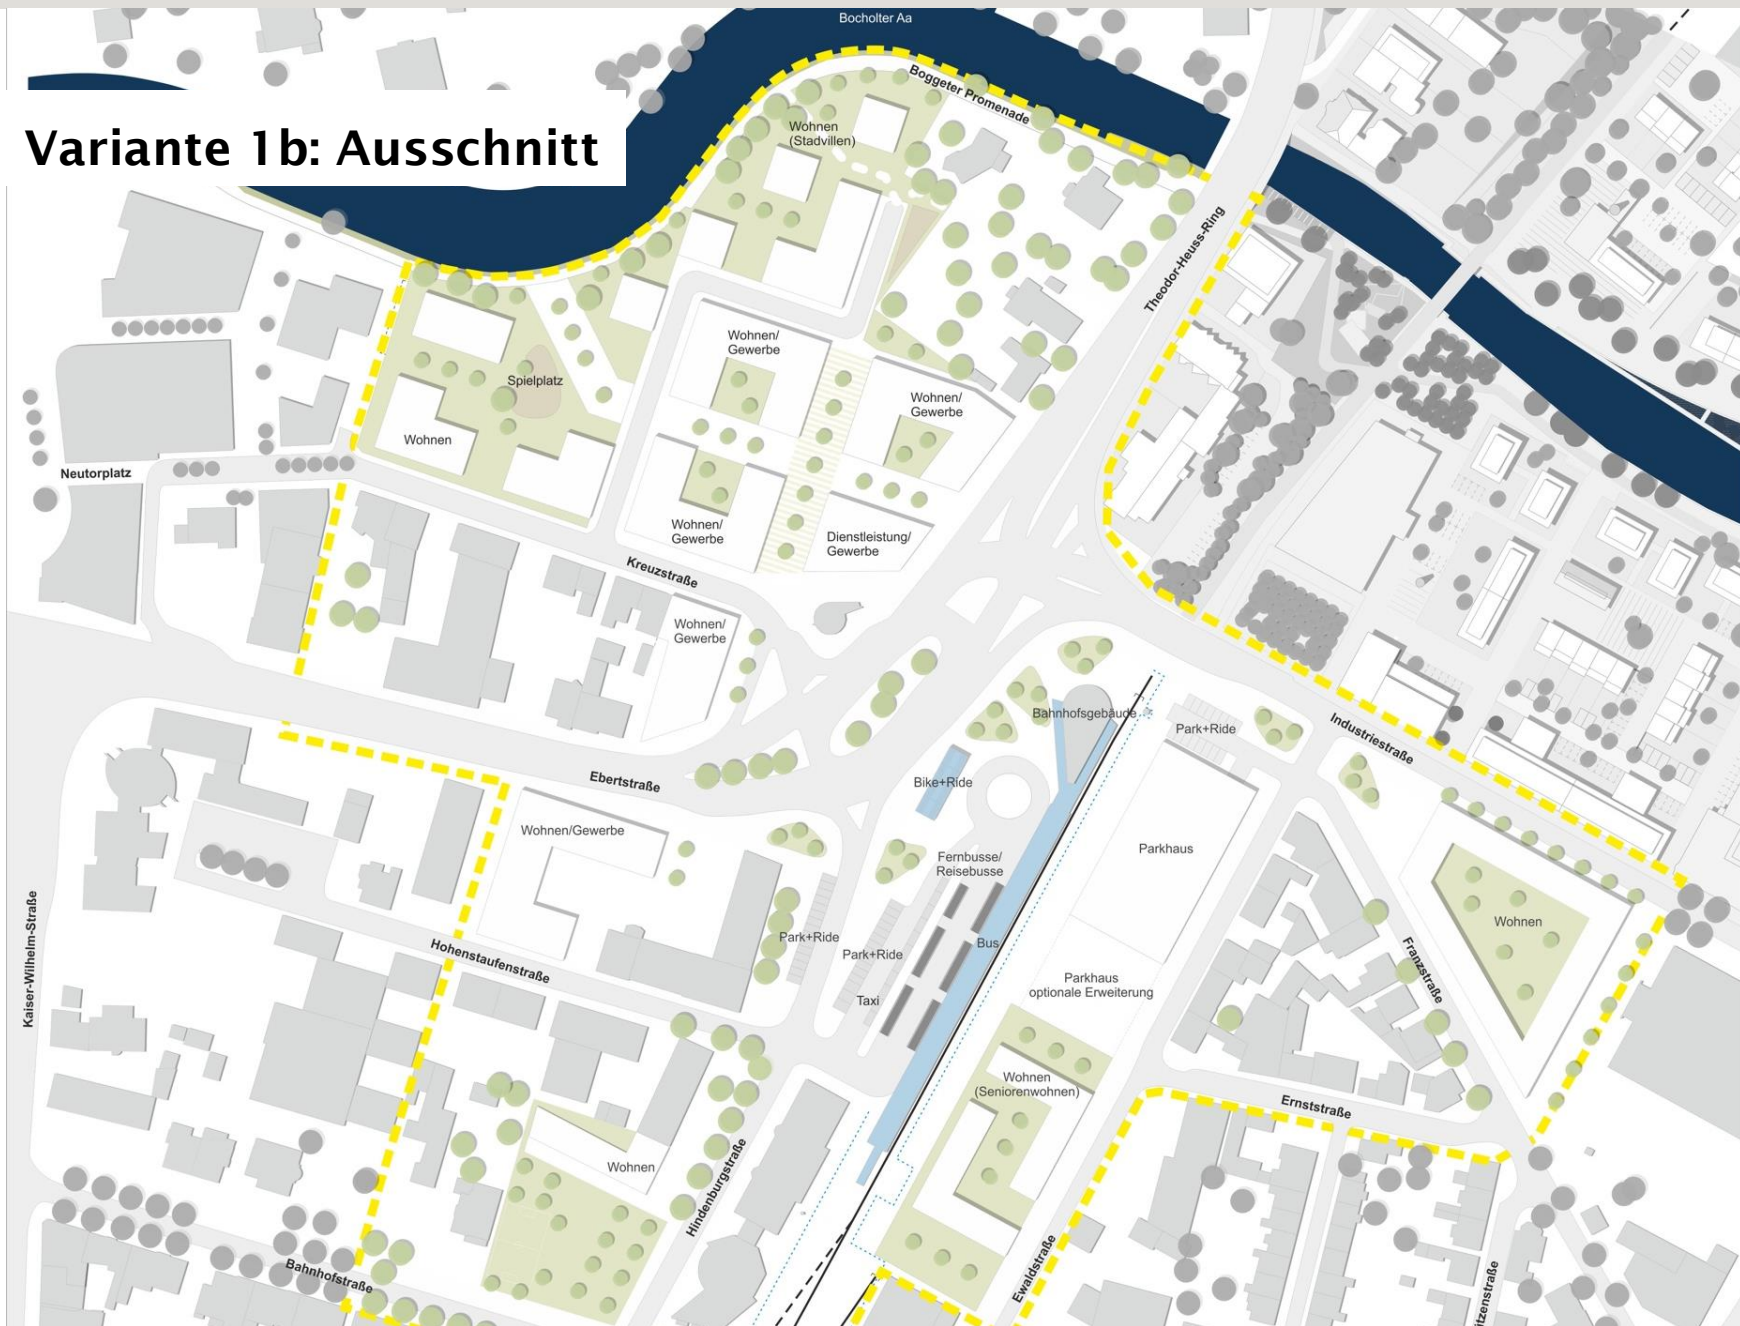 Bocholter Aa
Boggeter Promenade
Variante 1b: Ausschnitt
Wohnen
(Stadvillen)
Theodor-Heuss-Ring
Wohnen/
Gewerbe
Spielplatz
Wohnen/
Gewerbe
Wohnen
Neutorplatz
Wohnen/
Gewerbe
Dienstleistung/
Gewerbe
Kreuzstraße
Wohnen/
Gewerbe
Bahnhofsgebäude
Park+Ride
Industriestraße
Ebertstraße
Bike+Ride
Wohnen/Gewerbe
Parkhaus
Fernbusse/
Reisebusse
Kaiser-Wilhelm-Straße
Wohnen
Hohenstaufenstraße
Park+Ride
Park+Ride
Bus
Franzstraße
Parkhaus
optionale Erweiterung
Taxi
Wohnen
(Seniorenwohnen)
Ernststraße
Wohnen
Hindenburgstraße
Bahnhofstraße
Ewaldstraße